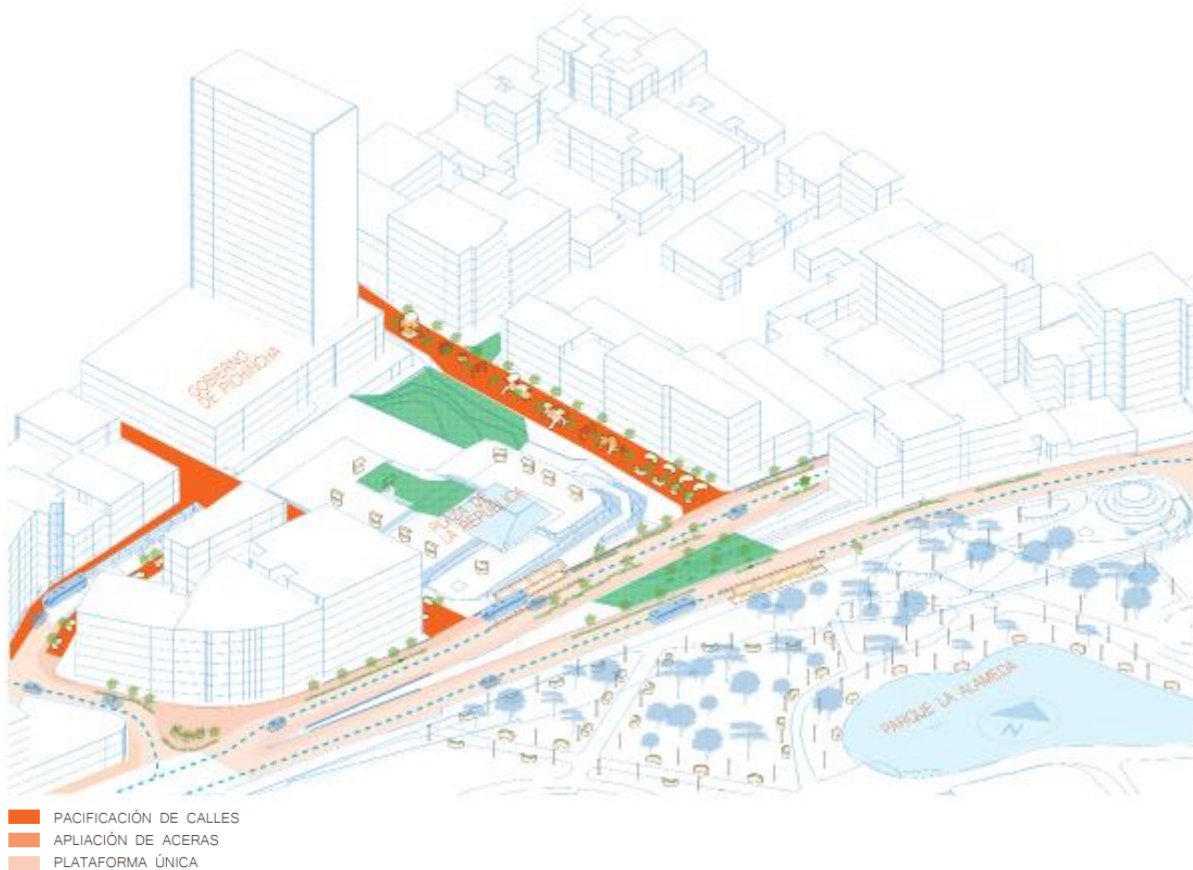 GOBIERNO
DE PICHINCHA
PLAZA DE
LA REPÚBLICA
PARQUE LA ALAMEDA
N
PACIFICACIÓN DE CALLES
APLIACIÓN DE ACERAS
PLATAFORMA ÚNICA